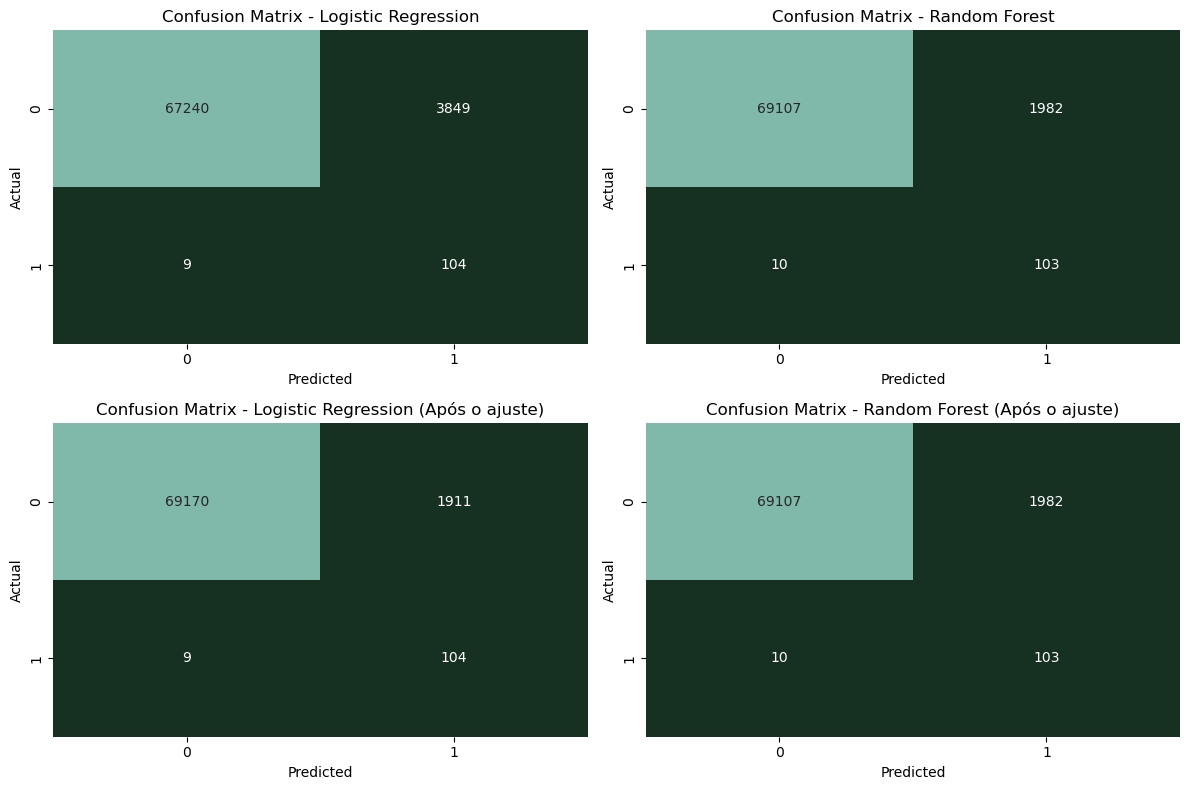 Confusion Matrix - Logistic Regression
0
67240
3849
Actual
1
9
104
0
1
Predicted
Confusion Matrix - Random Forest
0
69107
1982
Actual
1
10
103
0
1
Predicted
Confusion Matrix - Logistic Regression (Após o ajuste)
0
69170
1911
Actual
1
9
104
0
1
Predicted
Confusion Matrix - Random Forest (Após o ajuste)
0
69107
1982
Actual
1
10
103
0
1
Predicted